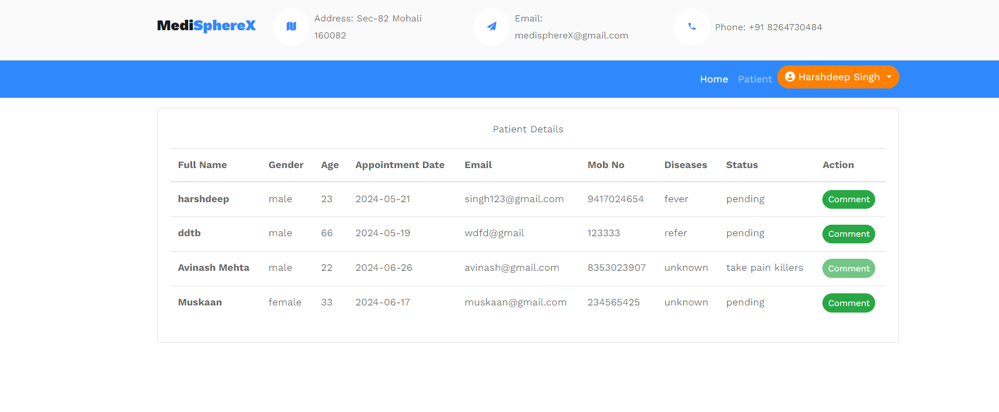 MediSphereX
Address: Sec-82 Mohali
160082
Email:
medisphereX@gmail.com
Phone: +91 8264730484
Home Patient Harshdeep Singh
Patient Details
Full Name Gender Age Appointment Date Email Mob No Diseases Status Action
harshdeep male 23 2024-05-21 singh123@gmail.com 9417024654 fever pending Comment
ddtb male 66 2024-05-19 wdfd@gmail 123333 refer pending Comment
Avinash Mehta male 22 2024-06-26 avinash@gmail.com 8353023907 unknown take pain killers Comment
Muskaan female 33 2024-06-17 muskaan@gmail.com 234565425 unknown pending Comment